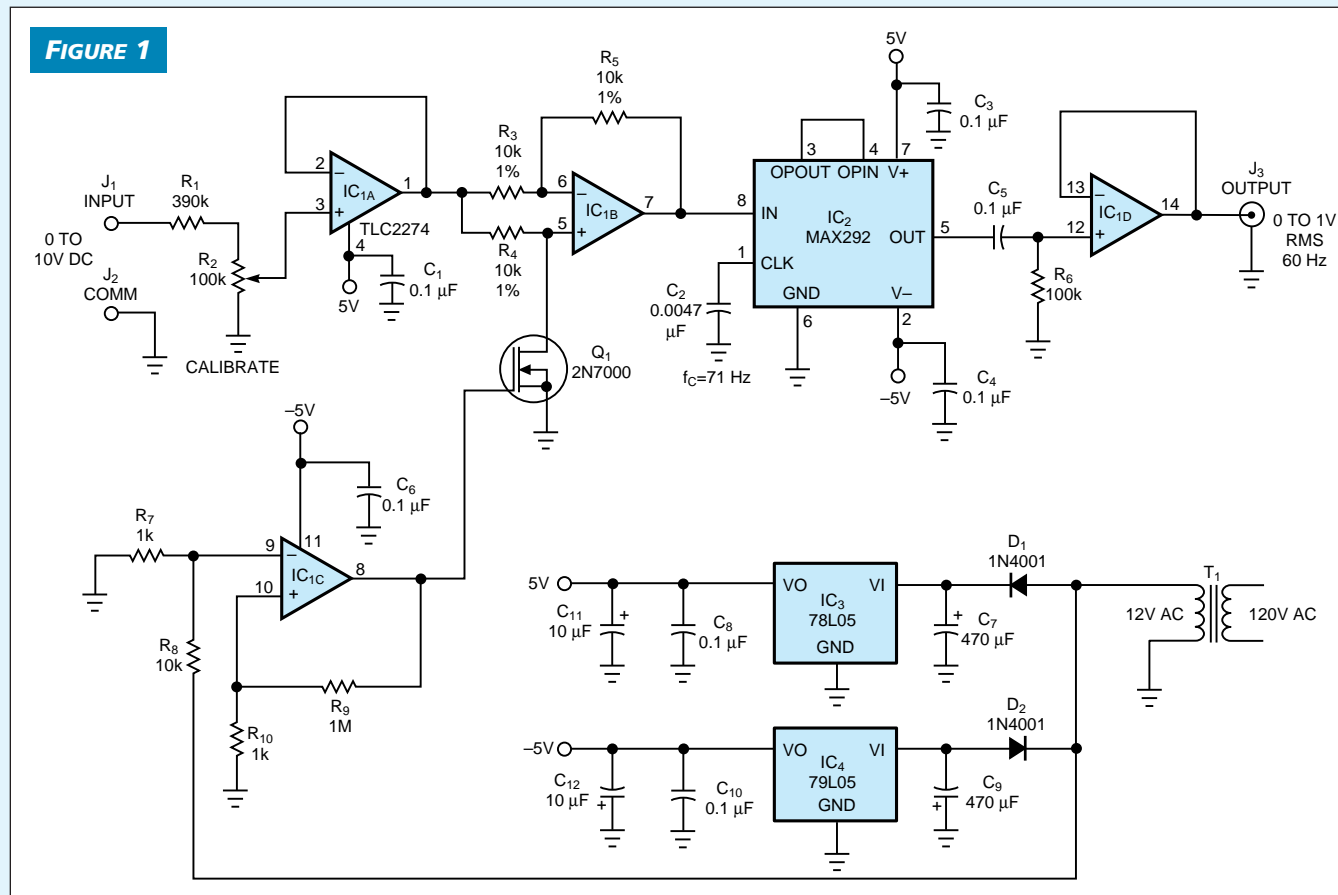 FIGURE 1
J1
INPUT
0 TO
10V DC
J2
COMM
R1
390k
R2
100k
CALIBRATE
2
3
–
+
IC1A
1
TLC2274
4
5V
C1
0.1 µF
R3
10k
1%
R4
10k
1%
R5
10k
1%
6
5
–
+
IC1B
7
Q1
2N7000
3
4
7
OPOUT
OPIN
V+
8
IN
IC2
MAX292
OUT
5
1
CLK
GND
V–
6
2
5V
C3
0.1 µF
C2
0.0047
µF
fC=71 Hz
–5V
C4
0.1 µF
C5
0.1 µF
R6
100k
13
12
–
+
IC1D
14
J3
OUTPUT
0 TO 1V
RMS
60 Hz
–5V
C6
0.1 µF
R7
1k
9
10
–
+
11
IC1C
8
R8
10k
R9
1M
R10
1k
5V
C11
10 µF
+
C8
0.1 µF
VO
VI
IC3
78L05
GND
+
C7
470 µF
D1
1N4001
T1
12V AC
120V AC
–5V
C12
10 µF
+
C10
0.1 µF
VO
VI
IC4
79L05
GND
+
C9
470 µF
D2
1N4001